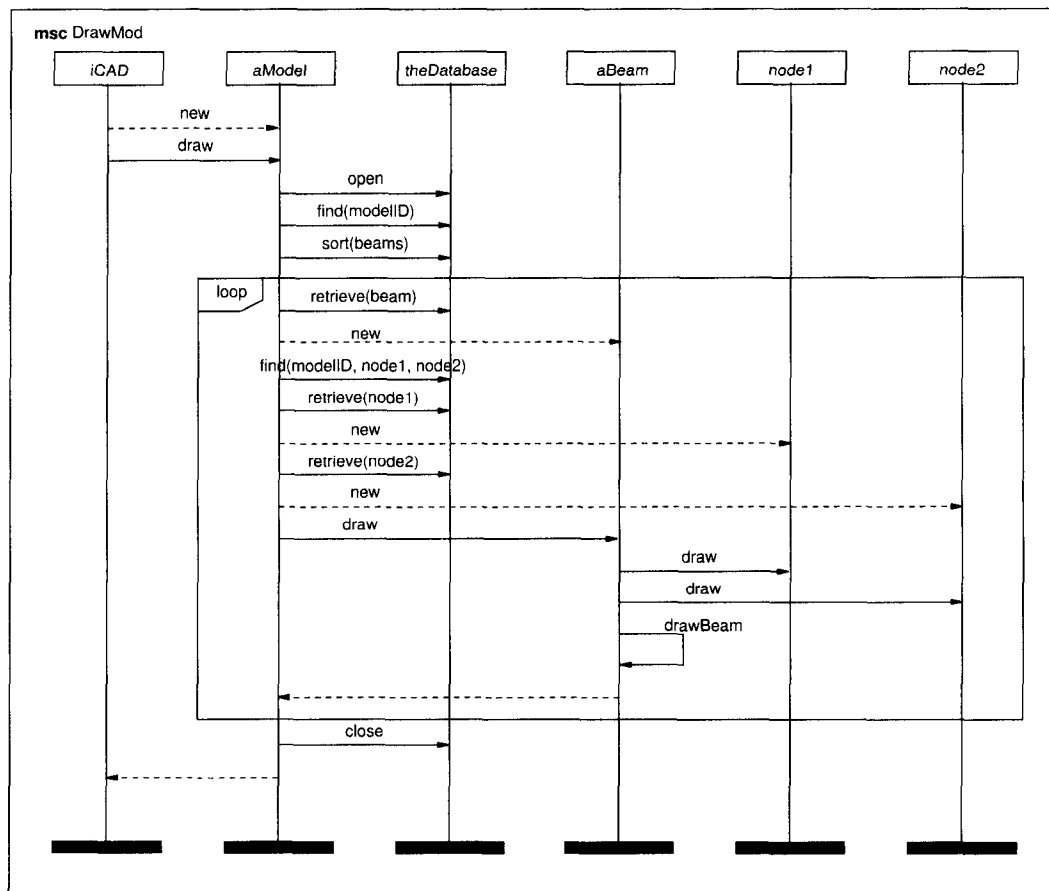 msc DrawMod
iCAD aModel theDatabase aBeam node1 node2
new
draw
open
find(modelID)
sort(beams)
loop
retrieve(beam)
new
find(modelID, node1, node2)
retrieve(node1)
new
retrieve(node2)
new
draw
draw
draw
drawBeam
close